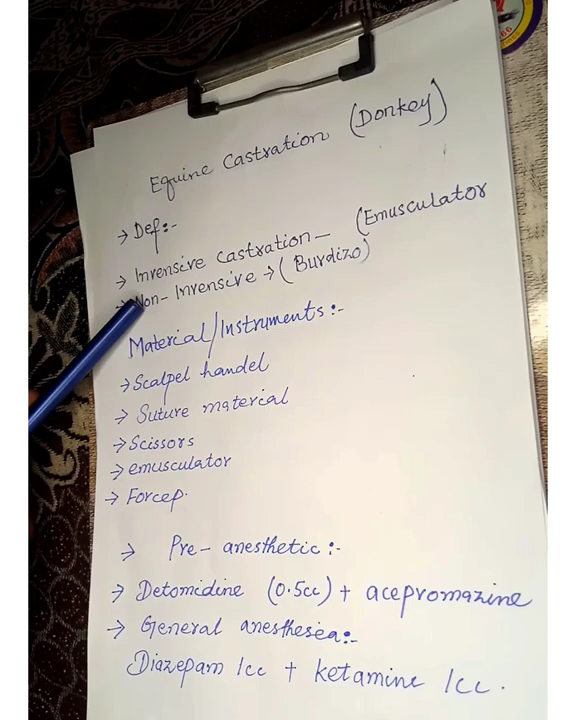 Equine Castration (Donkey)
→ Def:-
→ Invensive Castration- (Emusculator
→ Non-Invensive → (Burdizo)
Material/Instruments:-
→ Scalpel handel
→ Suture material
→ Scissors
→ emusculator
→ Forcep.
→ Pre-anesthetic:-
→ Detomidine (0.5cc) + acepromazine
→ General anesthesea:-
Diazepam 1cc + ketamine 1cc.